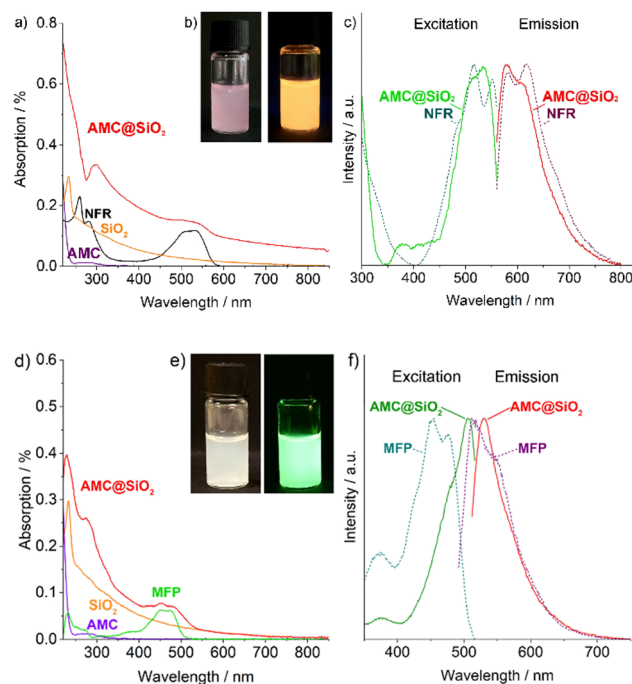 a)
b)
c)
Absorption / %
0.8
0.6
0.4
0.2
0.0
AMC@SiO₂
NFR
SiO₂
AMC
200 300 400 500 600 700 800
Wavelength / nm
Excitation Emission
AMC@SiO₂ AMC@SiO₂
NFR NFR
Intensity / a.u.
300 400 500 600 700 800
Wavelength / nm
d)
e)
f)
Absorption / %
0.6
0.5
0.4
0.3
0.2
0.1
0.0
AMC@SiO₂
SiO₂
MFP
AMC
200 300 400 500 600 700 800
Wavelength / nm
Excitation Emission
AMC@SiO₂ AMC@SiO₂
MFP MFP
Intensity / a.u.
400 500 600 700
Wavelength / nm